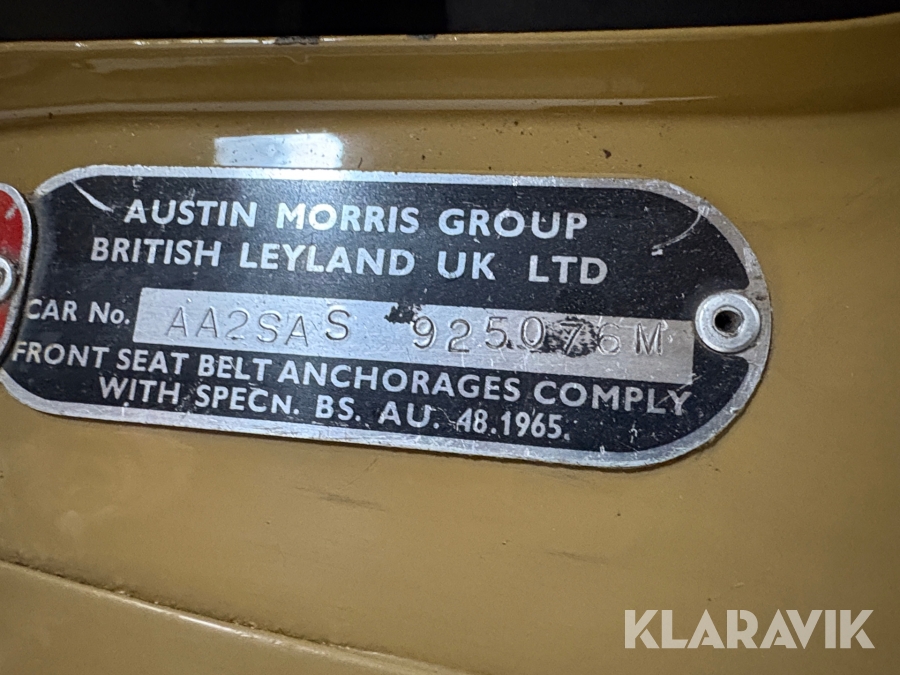 AUSTIN MORRIS GROUP
BRITISH LEYLAND UK LTD
CAR No. AA2SAS 925076M
FRONT SEAT BELT ANCHORAGES COMPLY
WITH SPECN. BS. AU. 48.1965.
KLARAVIK